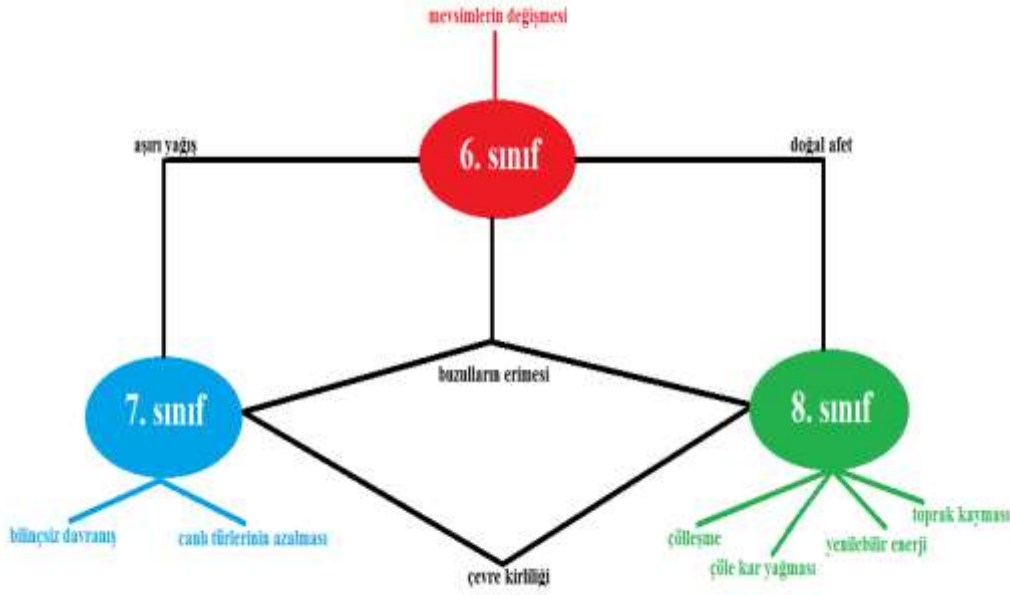 mevsimlerin değişmesi
6. sınıf
aşırı yağış
doğal afet
buzulların erimesi
7. sınıf
8. sınıf
bilinçsiz davranış
canlı türlerinin azalması
çölleşme
çöle kar yağması
yenilebilir enerji
toprak kayması
çevre kirliliği